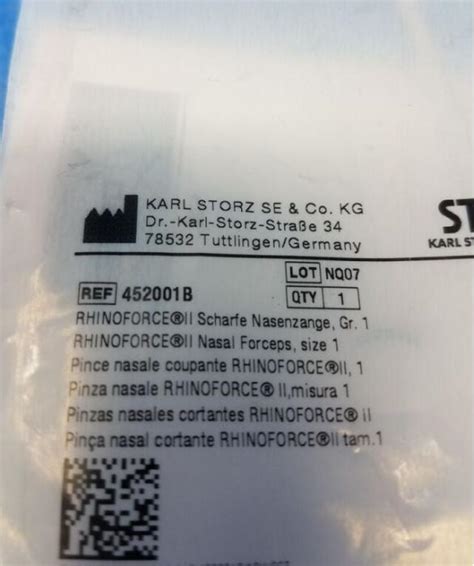 KARL STORZ SE & Co. KG
Dr.-Karl-Storz-Straße 34
78532 Tuttlingen/Germany
ST
KARL ST
LOT NQ07
REF 452001B
QTY 1
RHINOFORCE®II Scharfe Nasenzange, Gr. 1
RHINOFORCE®II Nasal Forceps, size 1
Pince nasale coupante RHINOFORCE®II, 1
Pinza nasale RHINOFORCE® II,misura 1
Pinzas nasales cortantes RHINOFORCE® II
Pinça nasal cortante RHINOFORCE®II tam.1